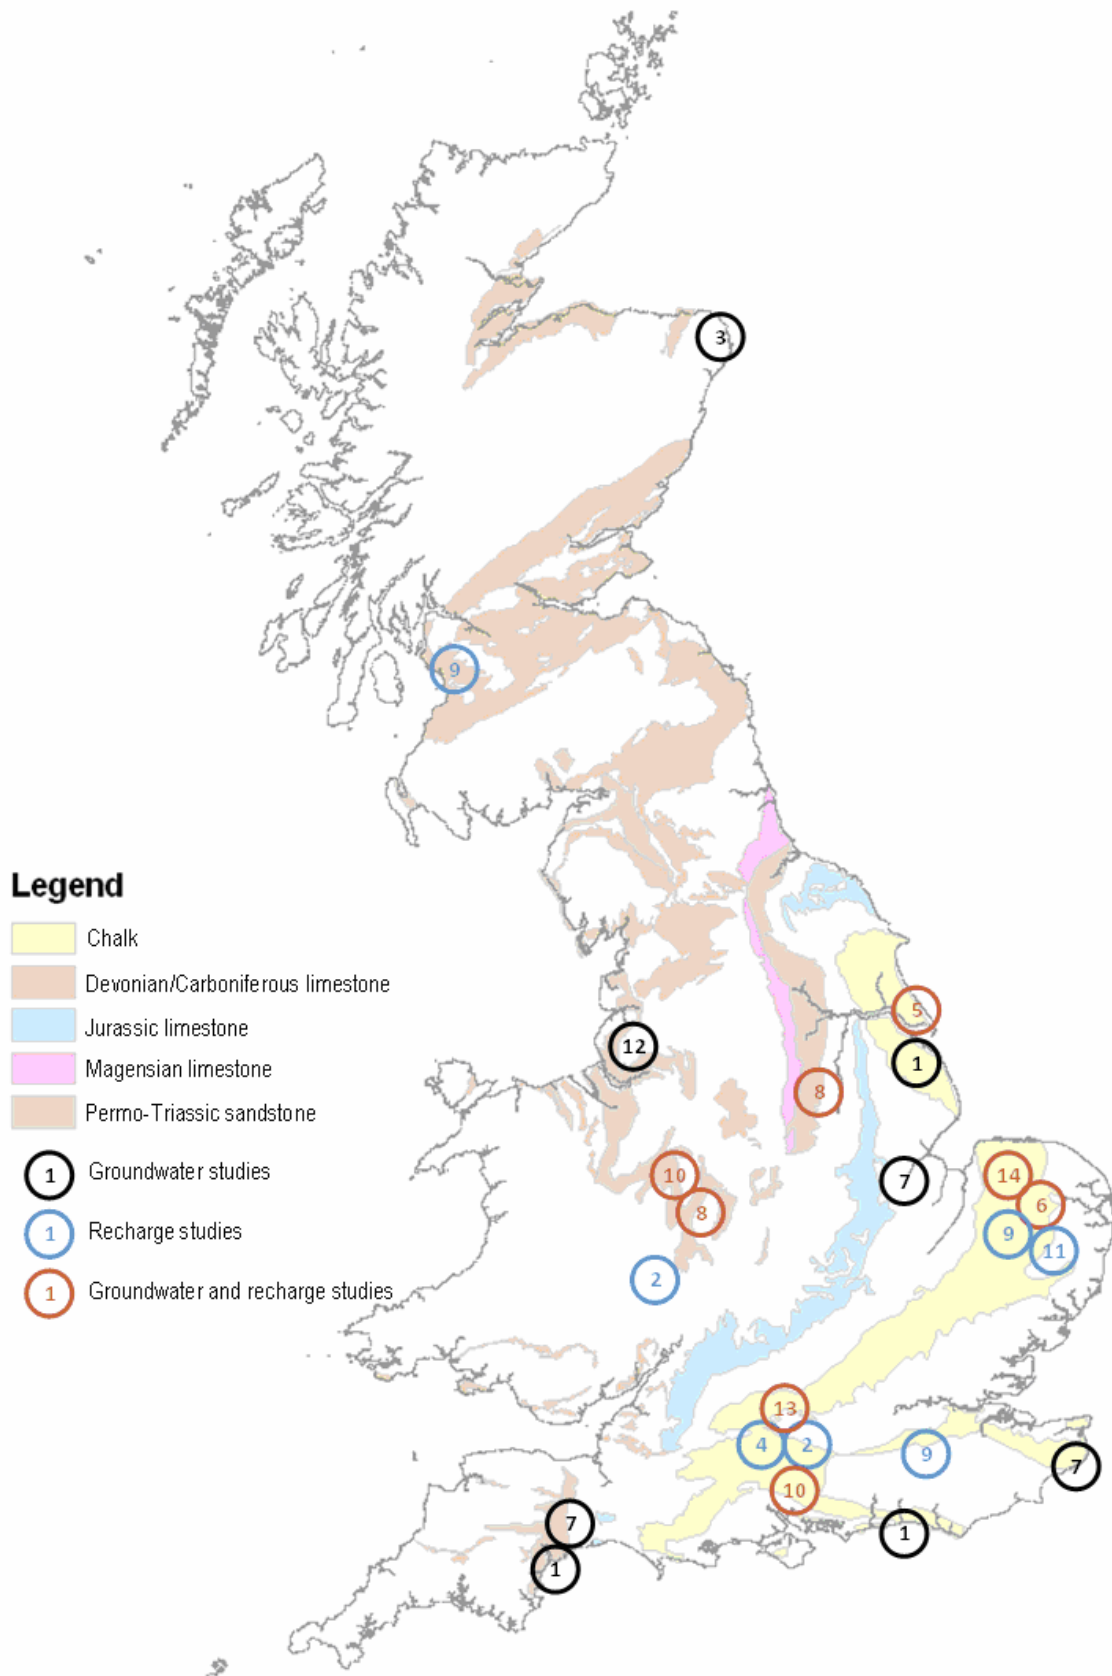 3
9
Legend
Chalk
Devonian/Carboniferous limestone
Jurassic limestone
Magensian limestone
Permo-Triassic sandstone
1 Groundwater studies
1 Recharge studies
1 Groundwater and recharge studies
5
12
1
8
10
7
14
8
6
9
11
2
13
4 2
9
7
10
7
1
1